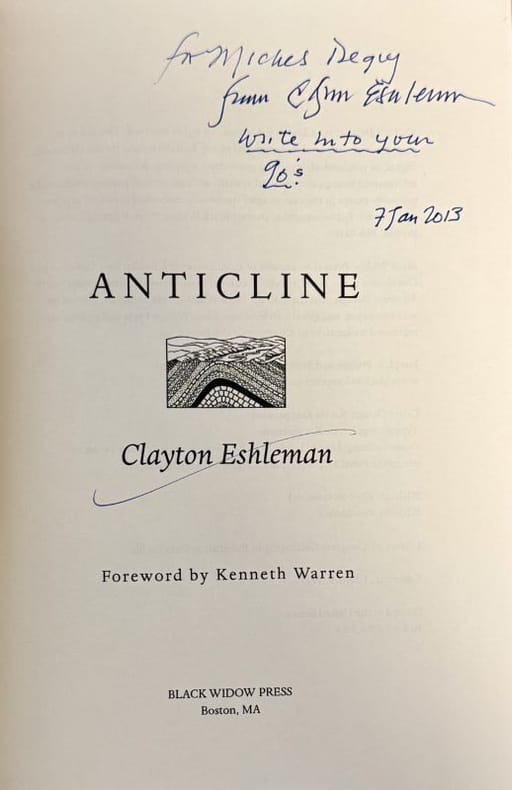 for Michel Deguy
from Clayton Eshleman
write into your
90's!
7 Jan 2013
ANTICLINE
Clayton Eshleman
Foreword by Kenneth Warren
BLACK WIDOW PRESS
Boston, MA